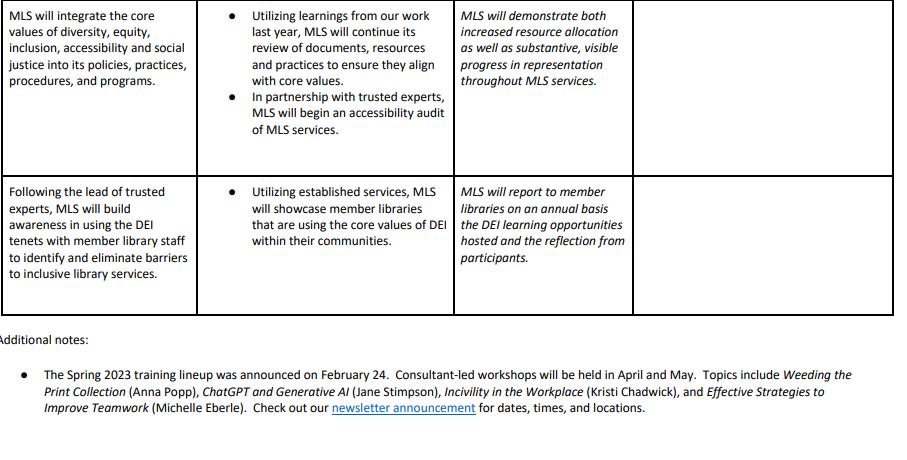 MLS will integrate the core
values of diversity, equity,
inclusion, accessibility and social
justice into its policies, practices,
procedures, and programs.
● Utilizing learnings from our work
last year, MLS will continue its
review of documents, resources
and practices to ensure they align
with core values.
● In partnership with trusted experts,
MLS will begin an accessibility audit
of MLS services.
MLS will demonstrate both
increased resource allocation
as well as substantive, visible
progress in representation
throughout MLS services.
Following the lead of trusted
experts, MLS will build
awareness in using the DEI
tenets with member library staff
to identify and eliminate barriers
to inclusive library services.
● Utilizing established services, MLS
will showcase member libraries
that are using the core values of DEI
within their communities.
MLS will report to member
libraries on an annual basis
the DEI learning opportunities
hosted and the reflection from
participants.
Additional notes:
● The Spring 2023 training lineup was announced on February 24.  Consultant-led workshops will be held in April and May.  Topics include Weeding the
Print Collection (Anna Popp), ChatGPT and Generative AI (Jane Stimpson), Incivility in the Workplace (Kristi Chadwick), and Effective Strategies to
Improve Teamwork (Michelle Eberle).  Check out our newsletter announcement for dates, times, and locations.